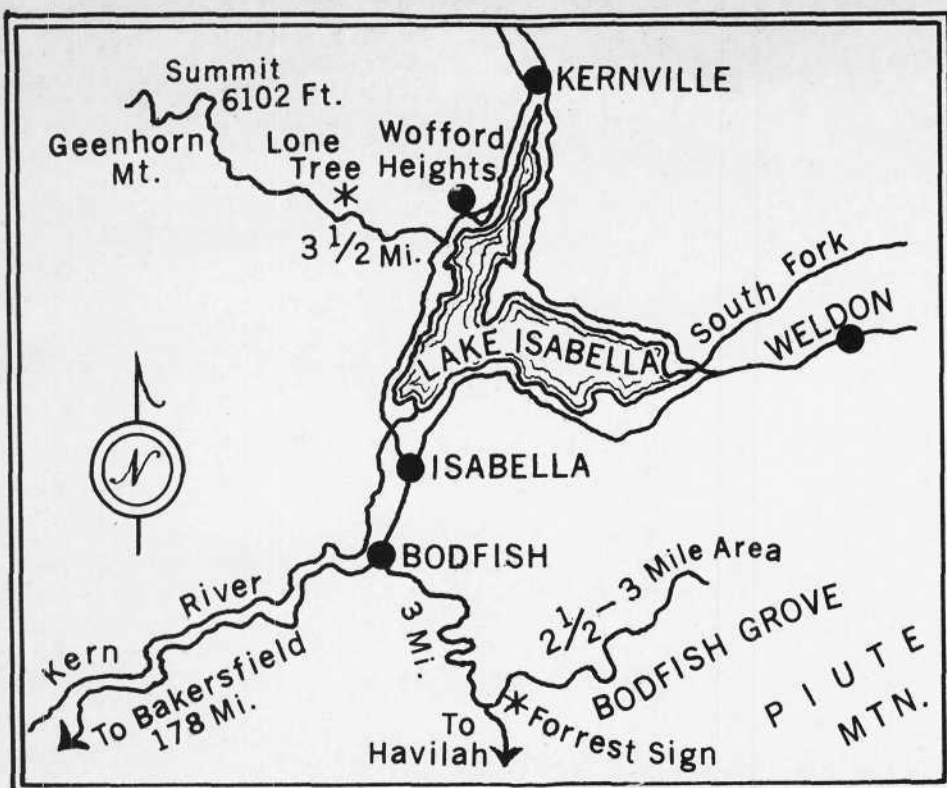 KERNVILLE
Summit
6102 Ft.
Geenhorn
Mt.
Lone
Tree
Wofford
Heights
3 1/2 Mi.
South Fork
WELDON
LAKE ISABELLA
N
ISABELLA
BODFISH
Kern River
To Bakersfield
178 Mi.
3 Mi.
2 1/2 - 3 Mile Area
BODFISH GROVE
PIUTE
MTN.
Forrest Sign
To
Havilah